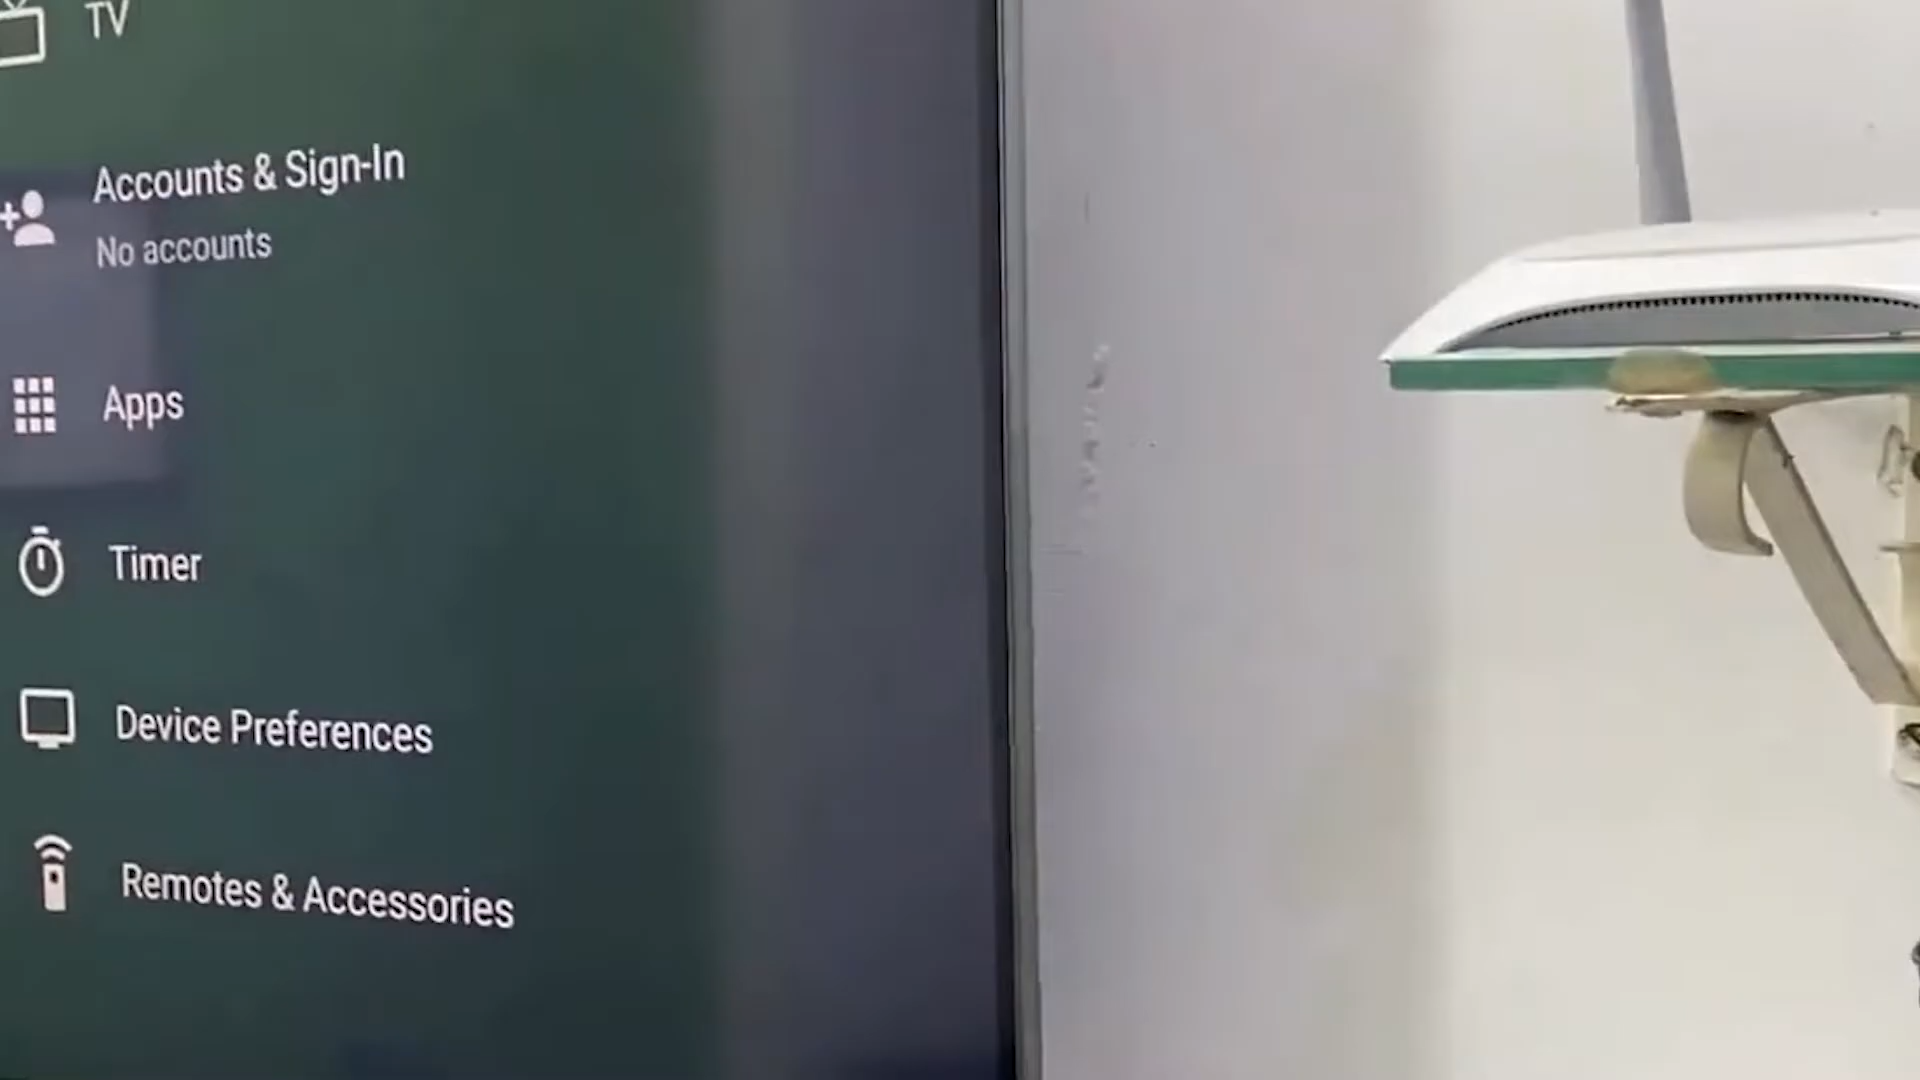 TV
Accounts & Sign-In
No accounts
Apps
Timer
Device Preferences
Remotes & Accessories